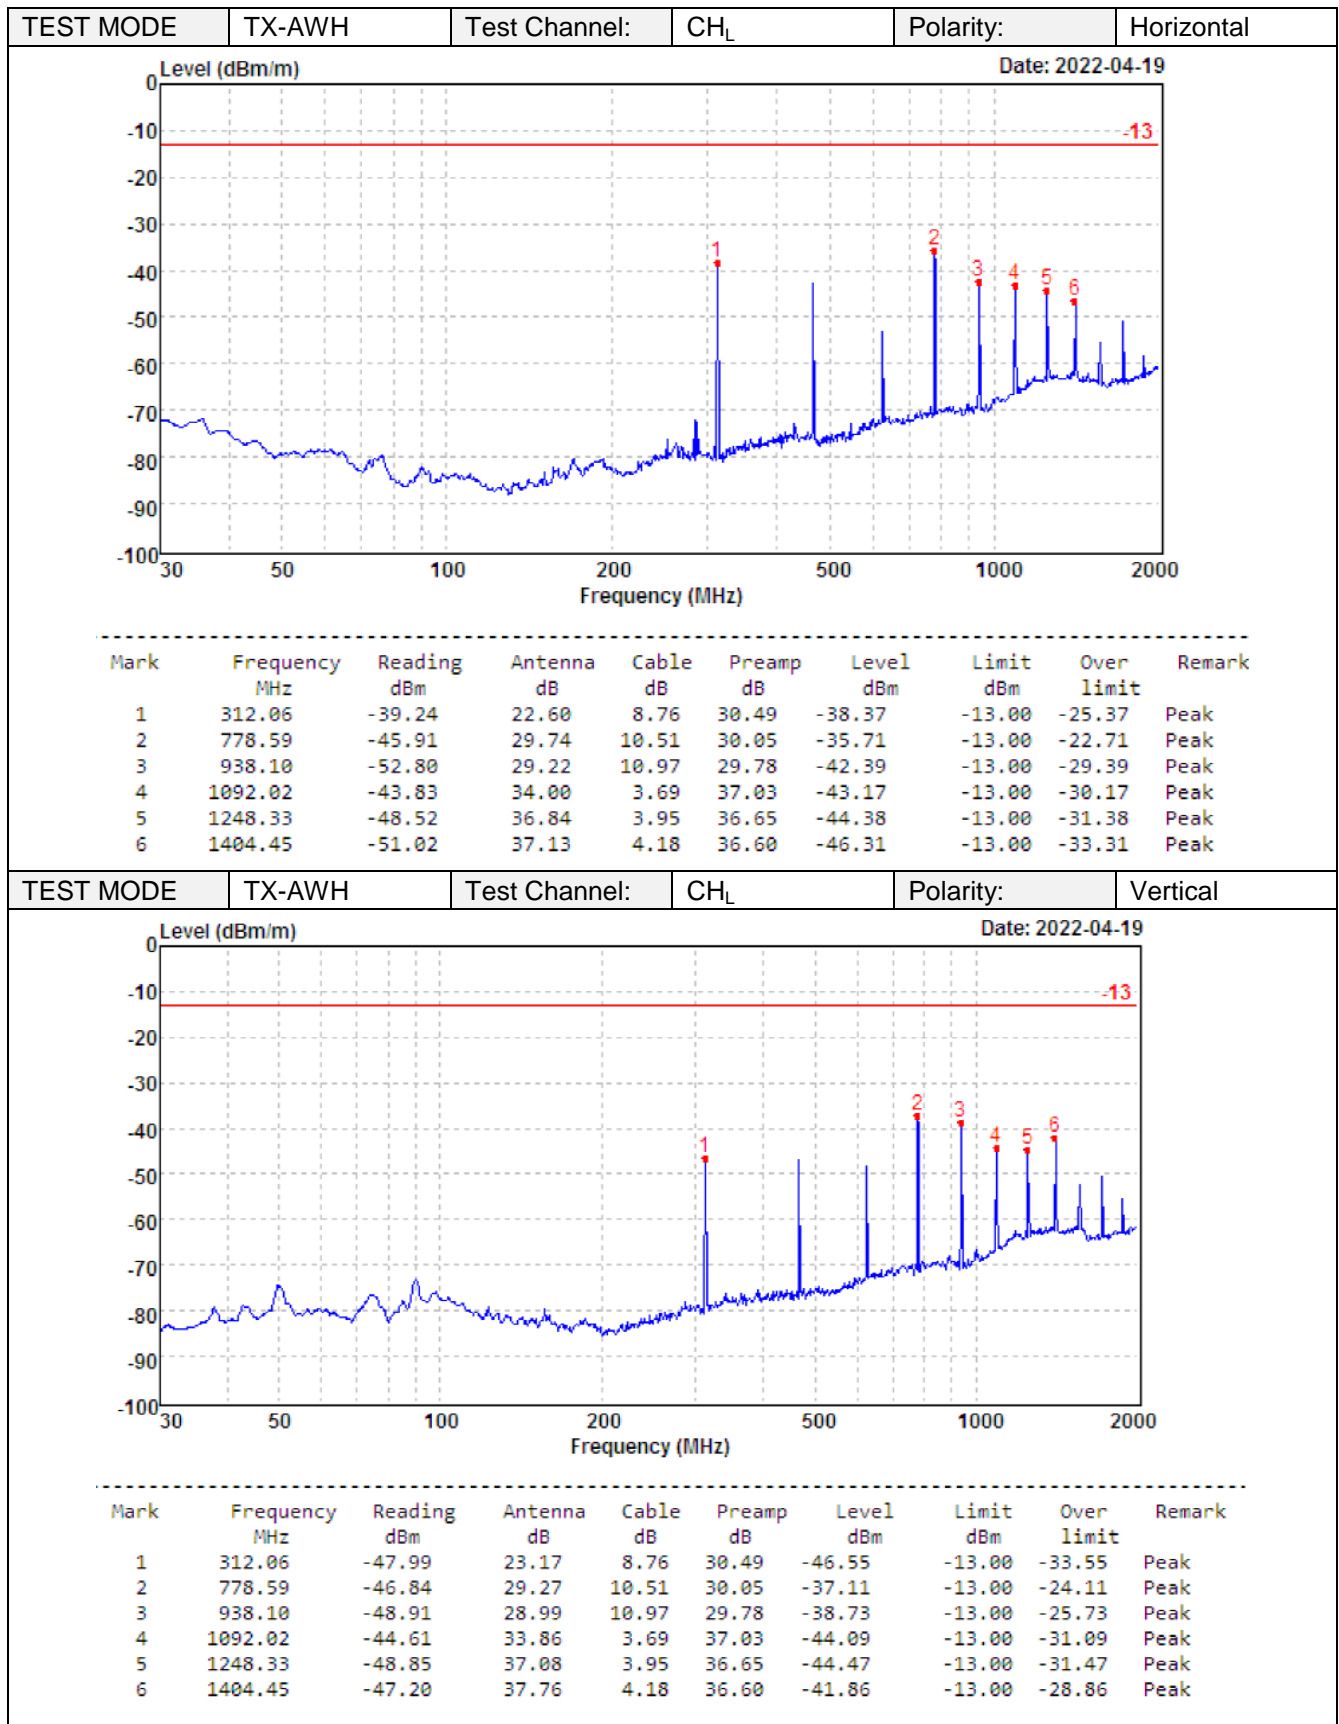 TEST MODE TX-AWH Test Channel: CHL Polarity: Horizontal
Level (dBm/m) Date: 2022-04-19
0
-10
-13
-20
-30
2
1
-40
3 4 5 6
-50
-60
-70
-80
-90
-100
30 50 100 200 500 1000 2000
Frequency (MHz)
Mark Frequency Reading Antenna Cable Preamp Level Limit Over Remark
MHz dBm dB dB dB dBm dBm limit
1 312.06 -39.24 22.60 8.76 30.49 -38.37 -13.00 -25.37 Peak
2 778.59 -45.91 29.74 10.51 30.05 -35.71 -13.00 -22.71 Peak
3 938.10 -52.80 29.22 10.97 29.78 -42.39 -13.00 -29.39 Peak
4 1092.02 -43.83 34.00 3.69 37.03 -43.17 -13.00 -30.17 Peak
5 1248.33 -48.52 36.84 3.95 36.65 -44.38 -13.00 -31.38 Peak
6 1404.45 -51.02 37.13 4.18 36.60 -46.31 -13.00 -33.31 Peak
TEST MODE TX-AWH Test Channel: CHL Polarity: Vertical
Level (dBm/m) Date: 2022-04-19
0
-10
-13
-20
-30
2 3
-40
1 4 5 6
-50
-60
-70
-80
-90
-100
30 50 100 200 500 1000 2000
Frequency (MHz)
Mark Frequency Reading Antenna Cable Preamp Level Limit Over Remark
MHz dBm dB dB dB dBm dBm limit
1 312.06 -47.99 23.17 8.76 30.49 -46.55 -13.00 -33.55 Peak
2 778.59 -46.84 29.27 10.51 30.05 -37.11 -13.00 -24.11 Peak
3 938.10 -48.91 28.99 10.97 29.78 -38.73 -13.00 -25.73 Peak
4 1092.02 -44.61 33.86 3.69 37.03 -44.09 -13.00 -31.09 Peak
5 1248.33 -48.85 37.08 3.95 36.65 -44.47 -13.00 -31.47 Peak
6 1404.45 -47.20 37.76 4.18 36.60 -41.86 -13.00 -28.86 Peak